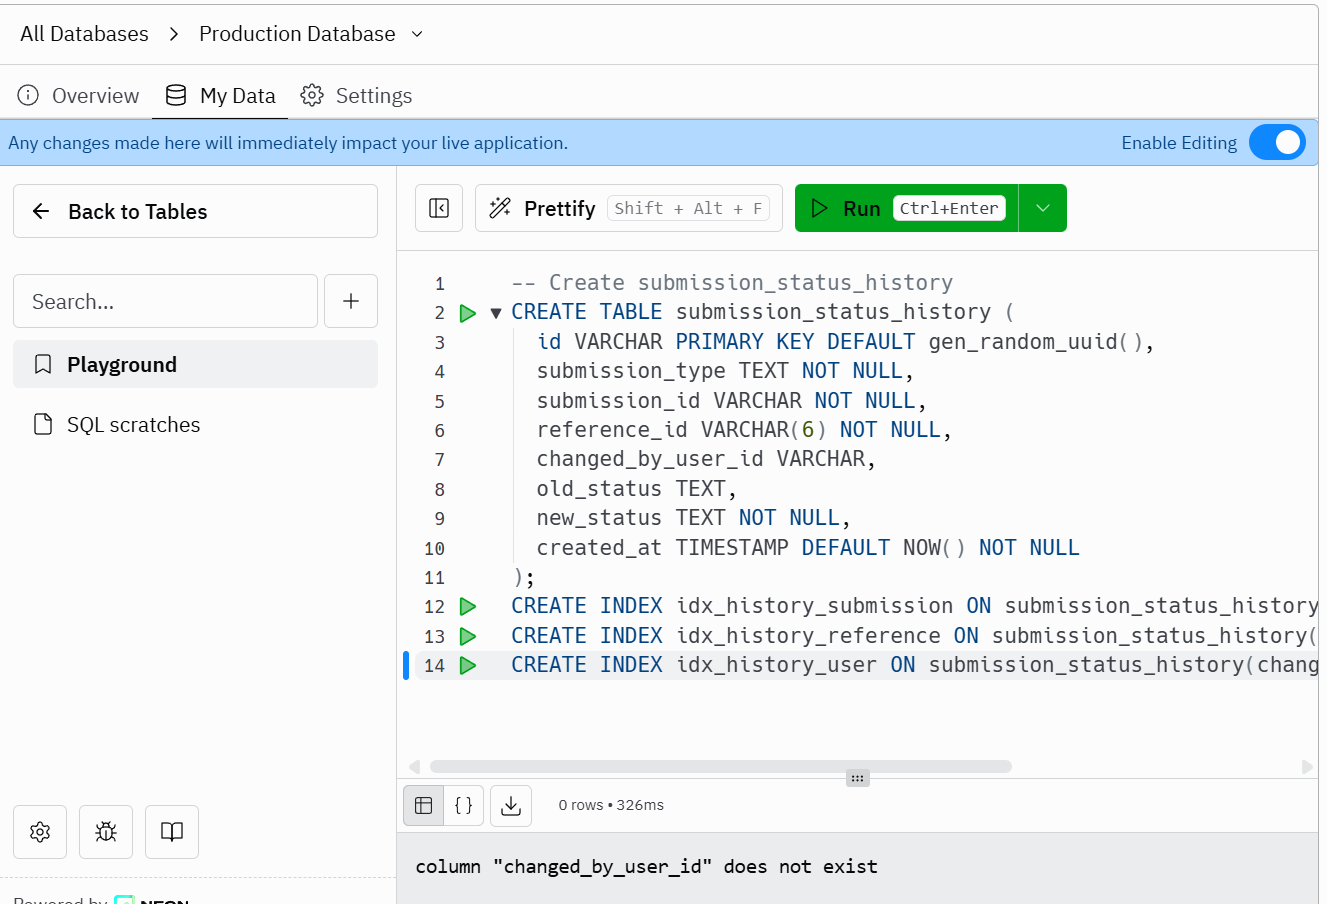 All Databases > Production Database
Overview My Data Settings
Any changes made here will immediately impact your live application. Enable Editing
Back to Tables
Search...
Playground
SQL scratches
Prettify Shift + Alt + F Run Ctrl+Enter
1 -- Create submission_status_history
2 CREATE TABLE submission_status_history (
3 id VARCHAR PRIMARY KEY DEFAULT gen_random_uuid(),
4 submission_type TEXT NOT NULL,
5 submission_id VARCHAR NOT NULL,
6 reference_id VARCHAR(6) NOT NULL,
7 changed_by_user_id VARCHAR,
8 old_status TEXT,
9 new_status TEXT NOT NULL,
10 created_at TIMESTAMP DEFAULT NOW() NOT NULL
11 );
12 CREATE INDEX idx_history_submission ON submission_status_history
13 CREATE INDEX idx_history_reference ON submission_status_history(
14 CREATE INDEX idx_history_user ON submission_status_history(chang
{ }
0 rows • 326ms
column "changed_by_user_id" does not exist
Powered by NEON